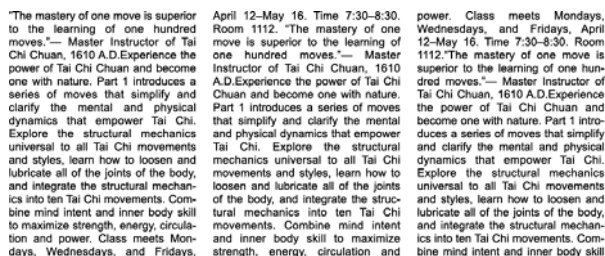 "The mastery of one move is superior
to the learning of one hundred
moves."— Master Instructor of Tai
Chi Chuan, 1610 A.D.Experience the
power of Tai Chi Chuan and become
one with nature. Part 1 introduces a
series of moves that simplify and
clarify the mental and physical
dynamics that empower Tai Chi.
Explore the structural mechanics
universal to all Tai Chi movements
and styles, learn how to loosen and
lubricate all of the joints of the body,
and integrate the structural mechan-
ics into ten Tai Chi movements. Com-
bine mind intent and inner body skill
to maximize strength, energy, circula-
tion and power. Class meets Mon-
days, Wednesdays, and Fridays,
April 12–May 16. Time 7:30–8:30.
Room 1112. "The mastery of one
move is superior to the learning of
one hundred moves."— Master
Instructor of Tai Chi Chuan, 1610
A.D.Experience the power of Tai Chi
Chuan and become one with nature.
Part 1 introduces a series of moves
that simplify and clarify the mental
and physical dynamics that empower
Tai Chi. Explore the structural
mechanics universal to all Tai Chi
movements and styles, learn how to
loosen and lubricate all of the joints
of the body, and integrate the struc-
tural mechanics into ten Tai Chi
movements. Combine mind intent
and inner body skill to maximize
strength, energy, circulation and
power. Class meets Mondays,
Wednesdays, and Fridays, April
12–May 16. Time 7:30–8:30. Room
1112."The mastery of one move is
superior to the learning of one hun-
dred moves."— Master Instructor of
Tai Chi Chuan, 1610 A.D.Experience
the power of Tai Chi Chuan and
become one with nature. Part 1 intro-
duces a series of moves that simplify
and clarify the mental and physical
dynamics that empower Tai Chi.
Explore the structural mechanics
universal to all Tai Chi movements
and styles, learn how to loosen and
lubricate all of the joints of the body,
and integrate the structural mechan-
ics into ten Tai Chi movements. Com-
bine mind intent and inner body skill